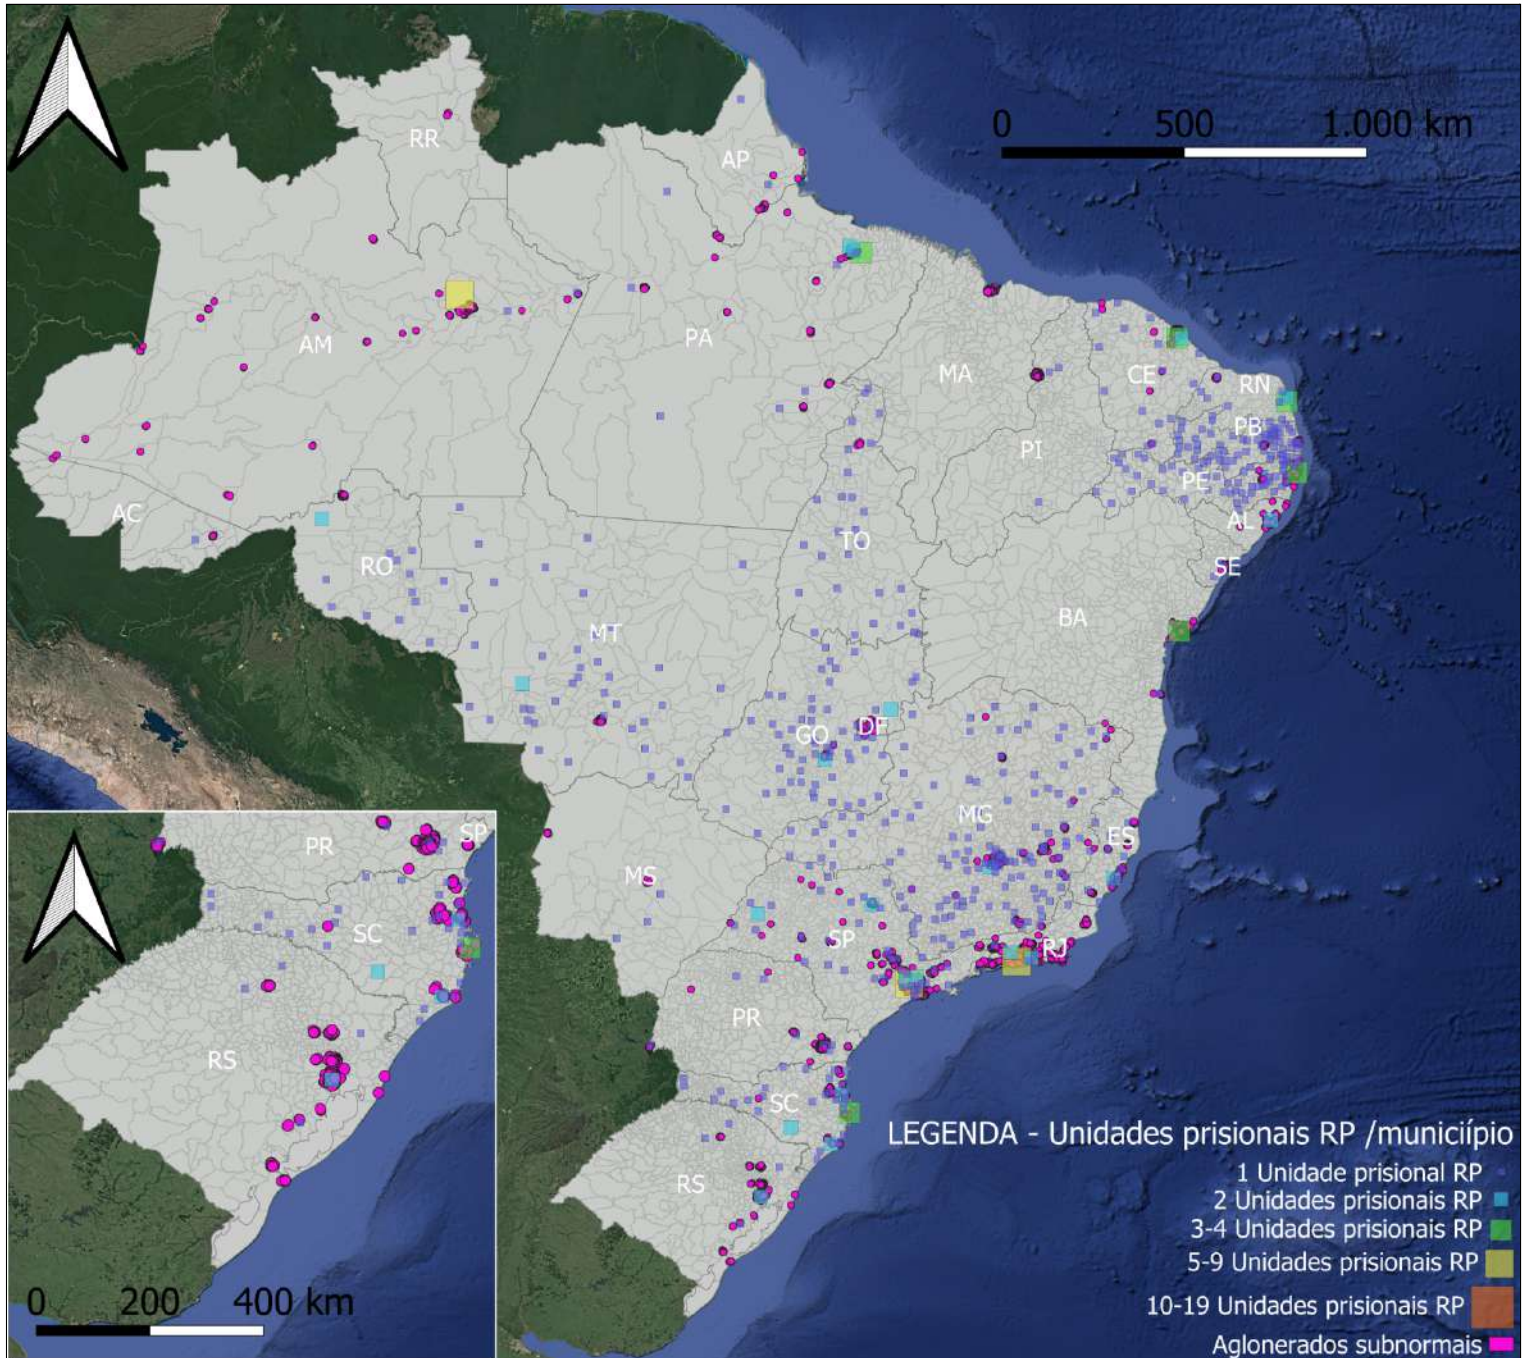 0 500 1.000 km
RR
AP
AM
PA
MA
CE
RN
PB
PI
PE
AC
AL
TO
RO
SE
BA
MT
GO
DF
MG
ES
MS
SP
RJ
PR
SC
RS
PR
SP
SC
RS
0 200 400 km
LEGENDA - Unidades prisionais RP /municiípio
1 Unidade prisional RP
2 Unidades prisionais RP
3-4 Unidades prisionais RP
5-9 Unidades prisionais RP
10-19 Unidades prisionais RP
Aglonerados subnormais